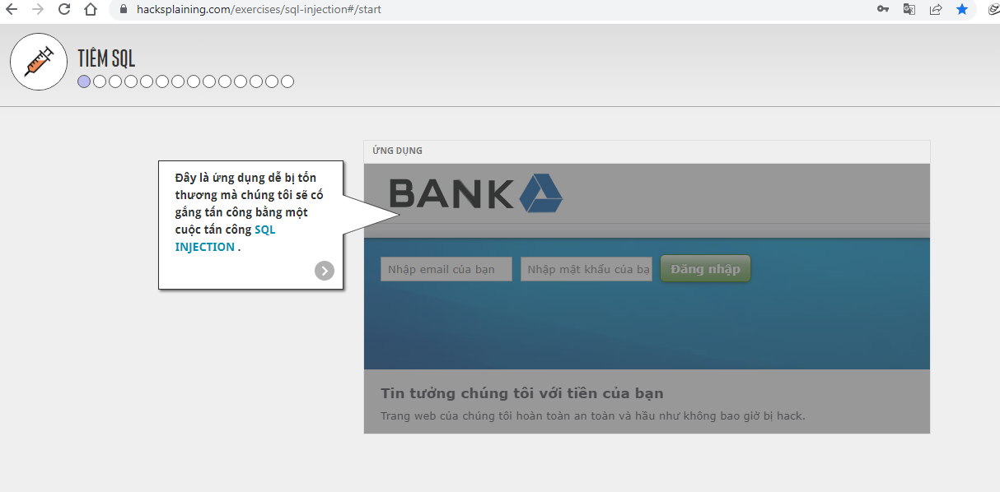 hacksplaining.com/exercises/sql-injection#/start
TIÊM SQL
ỨNG DỤNG
Đây là ứng dụng dễ bị tổn
thương mà chúng tôi sẽ cố
gắng tấn công bằng một
cuộc tấn công SQL
INJECTION .
BANK
Nhập email của bạn
Nhập mật khẩu của bạ
Đăng nhập
Tin tưởng chúng tôi với tiền của bạn
Trang web của chúng tôi hoàn toàn an toàn và hầu như không bao giờ bị hack.